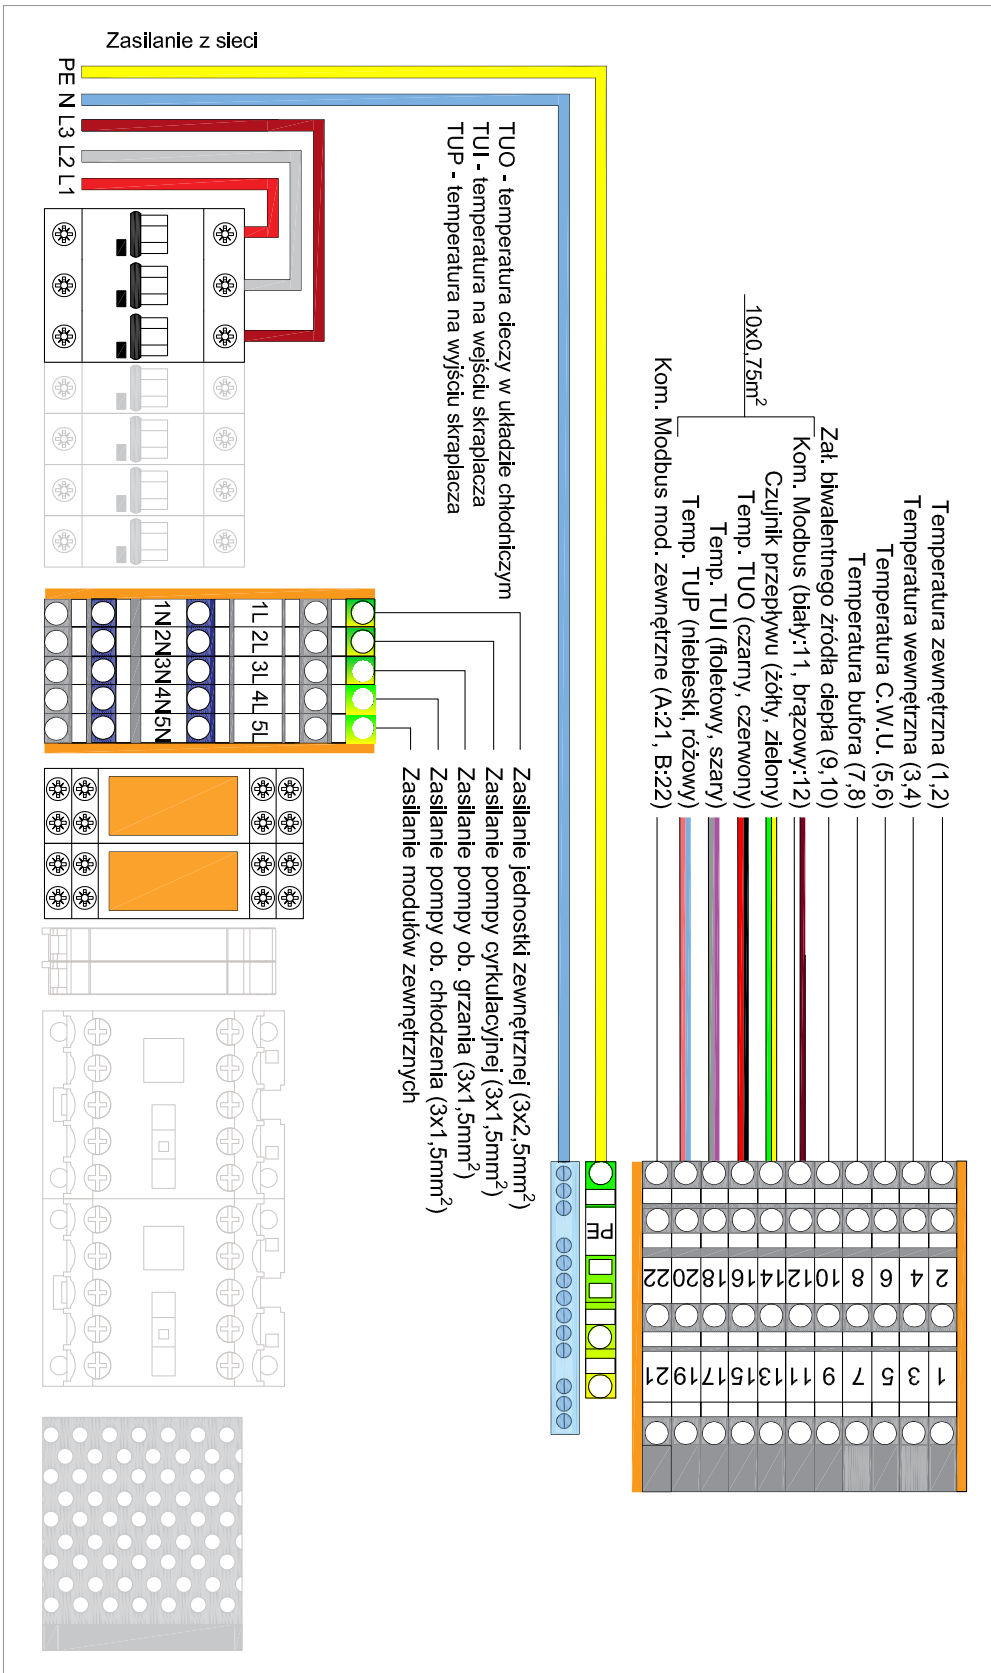 Zasilanie z sieci
PE
N
L3
L2
L1
TUO - temperatura cieczy w układzie chłodniczym
TUI - temperatura na wejściu skraplacza
TUP - temperatura na wyjściu skraplacza
10x0,75m²
Temperatura zewnętrzna (1,2)
Temperatura wewnętrzna (3,4)
Temperatura C.W.U. (5,6)
Temperatura bufora (7,8)
Zał. biwalentnego źródła ciepła (9,10)
Kom. Modbus (biały:11, brązowy:12)
Czujnik przepływu (żółty, zielony)
Temp. TUO (czarny, czerwony)
Temp. TUI (fioletowy, szary)
Temp. TUP (niebieski, różowy)
Kom. Modbus mod. zewnętrzne (A:21, B:22)
1L 2L 3L 4L 5L
1N 2N 3N 4N 5N
Zasilanie jednostki zewnętrznej (3x2,5mm²)
Zasilanie pompy cyrkulacyjnej (3x1,5mm²)
Zasilanie pompy ob. grzania (3x1,5mm²)
Zasilanie pompy ob. chłodzenia (3x1,5mm²)
Zasilanie modułów zewnętrznych
PE
22 20 18 16 14 12 10 8 6 4 2
21 19 17 15 13 11 9 7 5 3 1